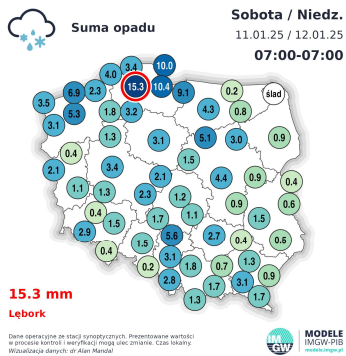 Suma opadu
Sobota / Niedz.
11.01.25 / 12.01.25
07:00-07:00
3.4 10.0
4.0
15.3 10.4
6.9 2.3 9.1 0.2 ślad
3.5
5.3 1.8 3.2 4.3 0.8
3.1
1.3 3.1 5.1 3.0 0.9
0.4 1.5
2.1 3.4
2.1 4.4 0.9 0.4
1.1 1.3 2.3 1.2
0.9 0.6
0.4 1.7 1.1 1.5
1.5
2.9 5.6 2.7 0.4 0.5
0.4 1.5
3.1
0.2 1.8 0.7 1.3 1.8
2.8
1.7 3.1
1.3 1.7
15.3 mm
Lębork
Dane operacyjne ze stacji synoptycznych. Prezentowane wartości
w procesie kontroli i weryfikacji mogą ulec zmianie. Czas lokalny.
Wizualizacja danych: dr Alan Mandal
IM
GW
MODELE
IMGW-PIB
modele.imgw.pl